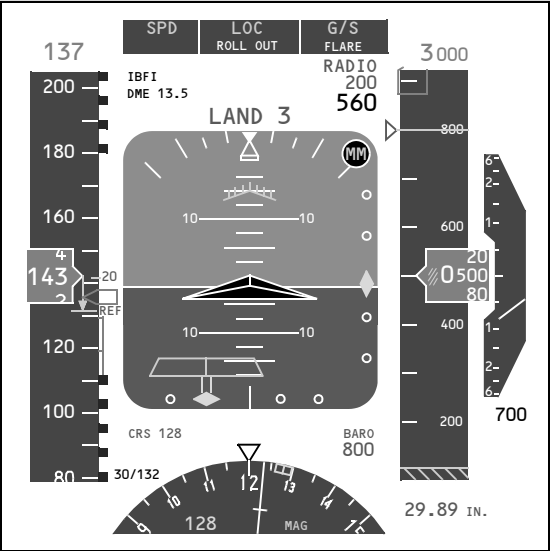 SPD LOC G/S
ROLL OUT FLARE
137 3000
IBFI RADIO
DME 13.5 200
560
LAND 3
200
800
180
MM
160
10 10
600
6
2
1
4
143
2
20
REF
20
0500
80
120
10 10
400
1
2
6
100
200
700
CRS 128 BARO
800
80 30/132
9 10 11 12 13 15
128 MAG
29.89 IN.